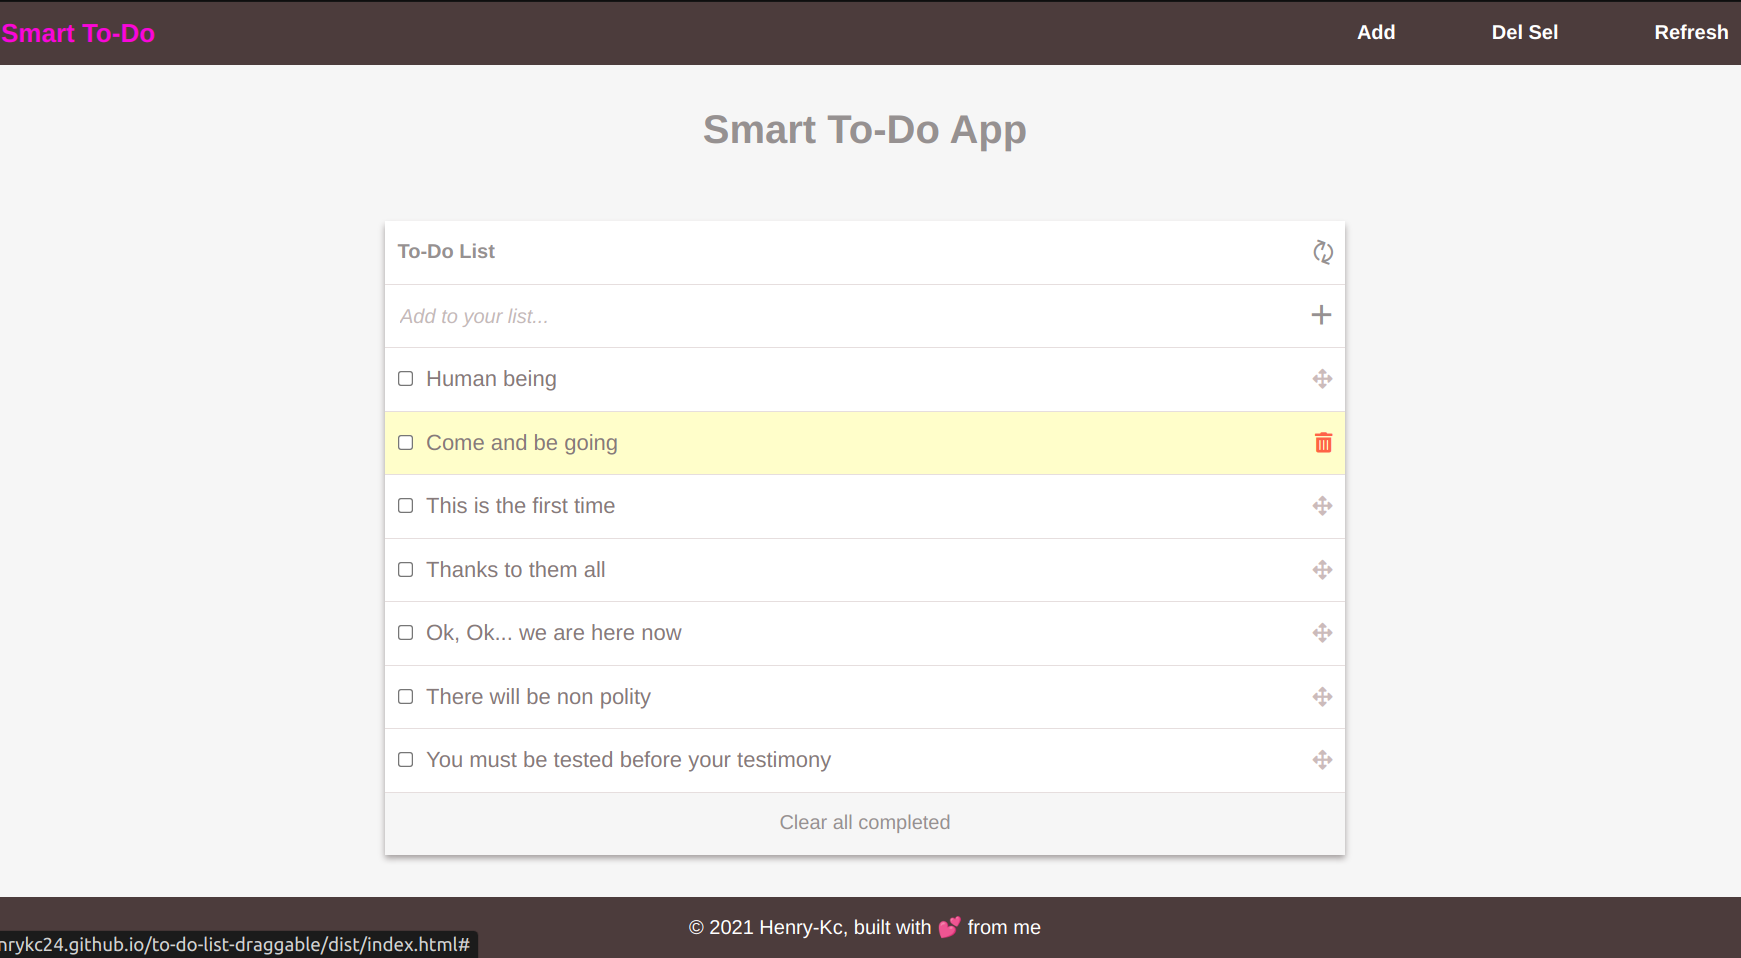 Smart To-Do
Add
Del Sel
Refresh
Smart To-Do App
To-Do List
Add to your list...
Human being
Come and be going
This is the first time
Thanks to them all
Ok, Ok... we are here now
There will be non polity
You must be tested before your testimony
Clear all completed
© 2021 Henry-Kc, built with 💕 from me
nrykc24.github.io/to-do-list-draggable/dist/index.html#